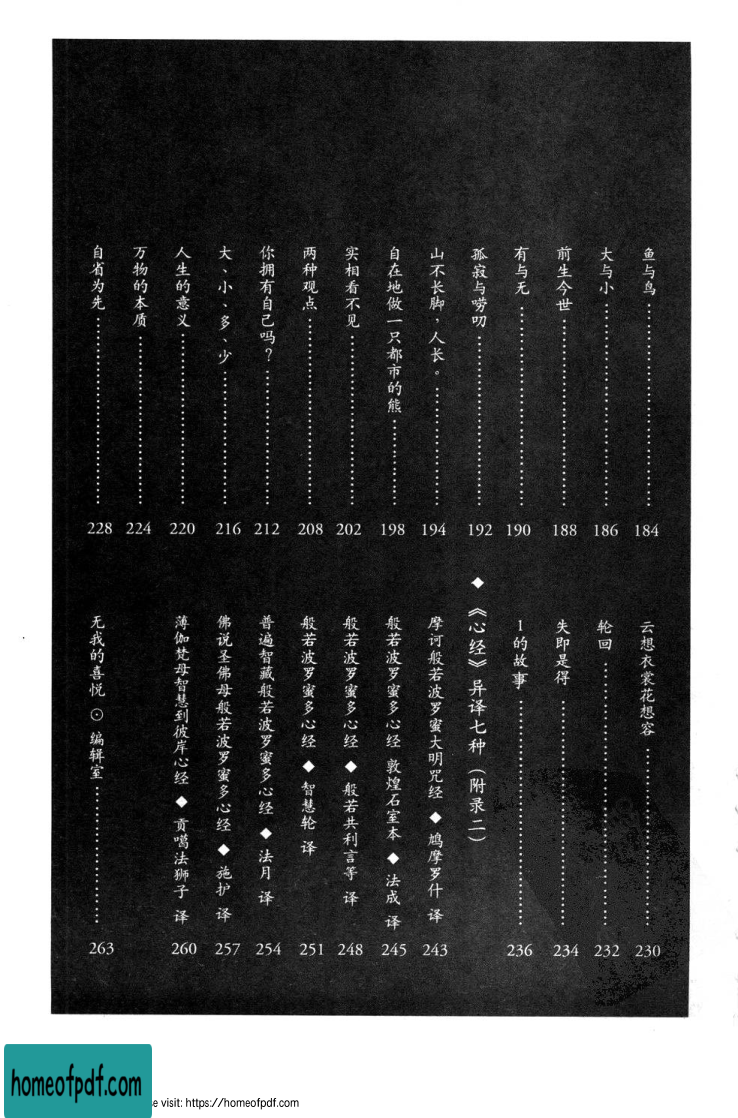 鱼与鸟……………………184
大与小……………………186
前生今世……………………188
有与无……………………190
孤寂与唠叨……………………192
山不长脚，人长。……………………194
自在地做一只都市的熊……………………198
实相看不见……………………202
两种观点……………………208
你拥有自己吗？……………………212
大、小、多、少……………………216
人生的意义……………………220
万物的本质……………………224
自省为先……………………228
云想衣裳花想容……………………230
轮回……………………232
失即是得……………………234
1的故事……………………236
◆《心经》异译七种（附录二）
摩诃般若波罗蜜大明咒经 ◆ 鸠摩罗什 译 243
般若波罗蜜多心经 敦煌石室本 ◆ 法成 译 245
般若波罗蜜多心经 ◆ 般若共利言等 译 248
般若波罗蜜多心经 ◆ 智慧轮 译 251
普遍智藏般若波罗蜜多心经 ◆ 法月 译 254
佛说圣佛母般若波罗蜜多心经 ◆ 施护 译 257
薄伽梵母智慧到彼岸心经 ◆ 贡噶法狮子 译 260
无我的喜悦 ⊙ 编辑室……………………263
homeofpdf.com
e visit: https://homeofpdf.com